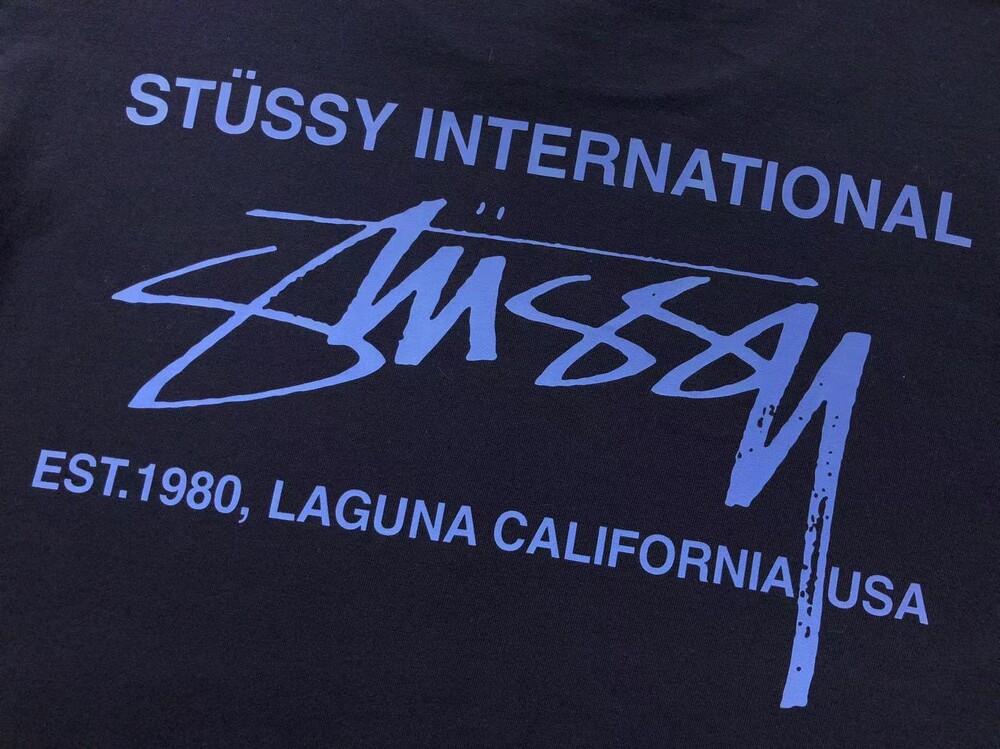 STÜSSY INTERNATIONAL
Stüssy
EST.1980, LAGUNA CALIFORNIA USA